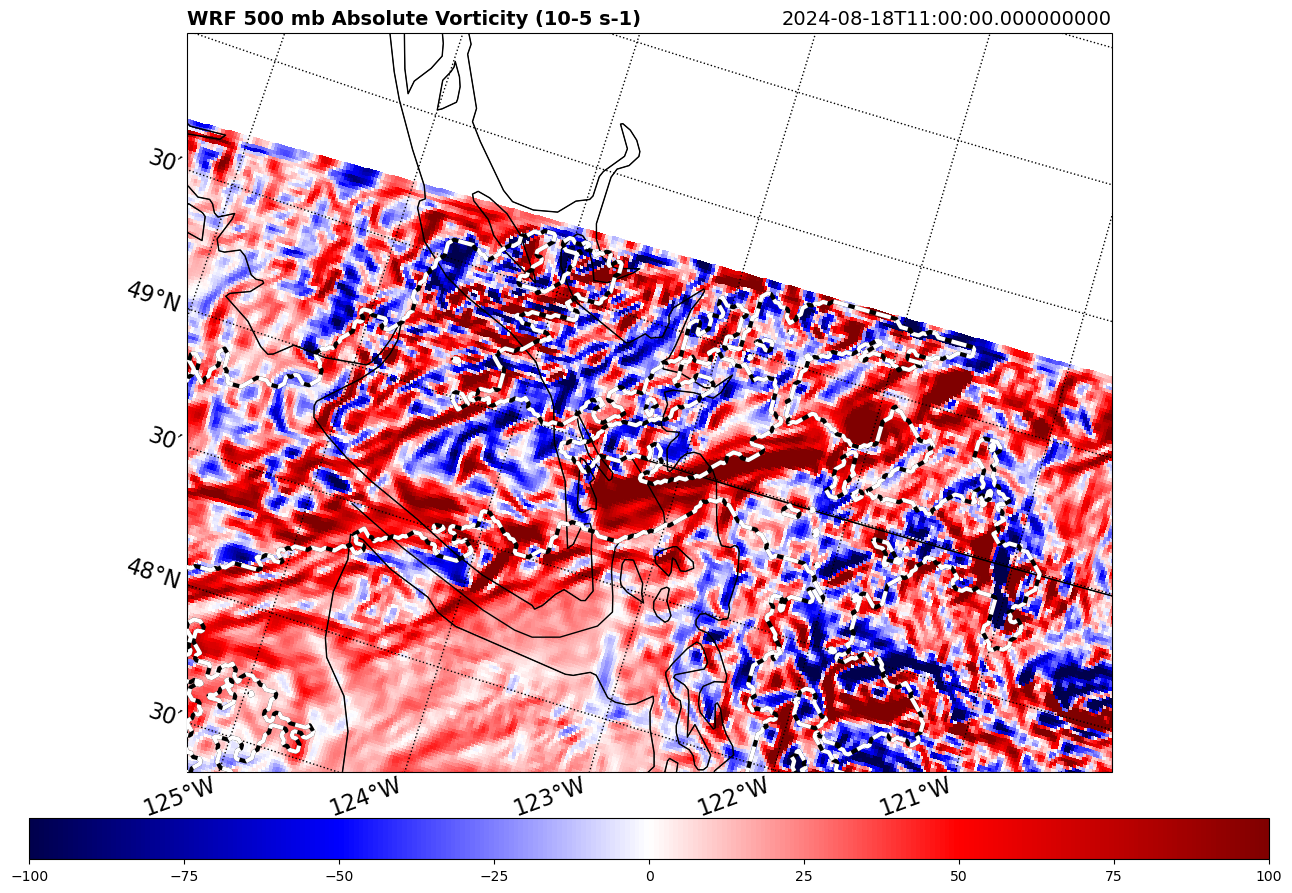 WRF 500 mb Absolute Vorticity (10-5 s-1) 2024-08-18T11:00:00.000000000
30′
49°N
30′
48°N
30′
125°W 124°W 123°W 122°W 121°W
−100 −75 −50 −25 0 25 50 75 100